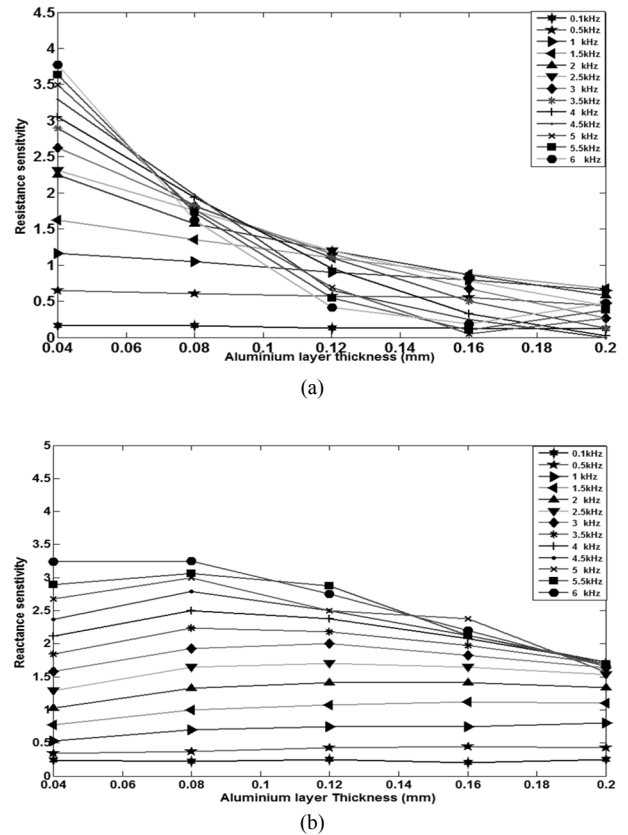 4.5
4
3.5
3
2.5
2
1.5
1
0.5
0
Resistance sensitvity
0.04 0.06 0.08 0.1 0.12 0.14 0.16 0.18 0.2
Aluminium layer thickness (mm)
0.1kHz
0.5kHz
1 kHz
1.5kHz
2 kHz
2.5kHz
3 kHz
3.5kHz
4 kHz
4.5kHz
5 kHz
5.5kHz
6 kHz
(a)
5
4.5
4
3.5
3
2.5
2
1.5
1
0.5
0
Reactance senstivity
0.04 0.06 0.08 0.1 0.12 0.14 0.16 0.18 0.2
Aluminium layer Thickness (mm)
0.1kHz
0.5kHz
1 kHz
1.5kHz
2 kHz
2.5kHz
3 kHz
3.5kHz
4 kHz
4.5kHz
5 kHz
5.5kHz
6 kHz
(b)